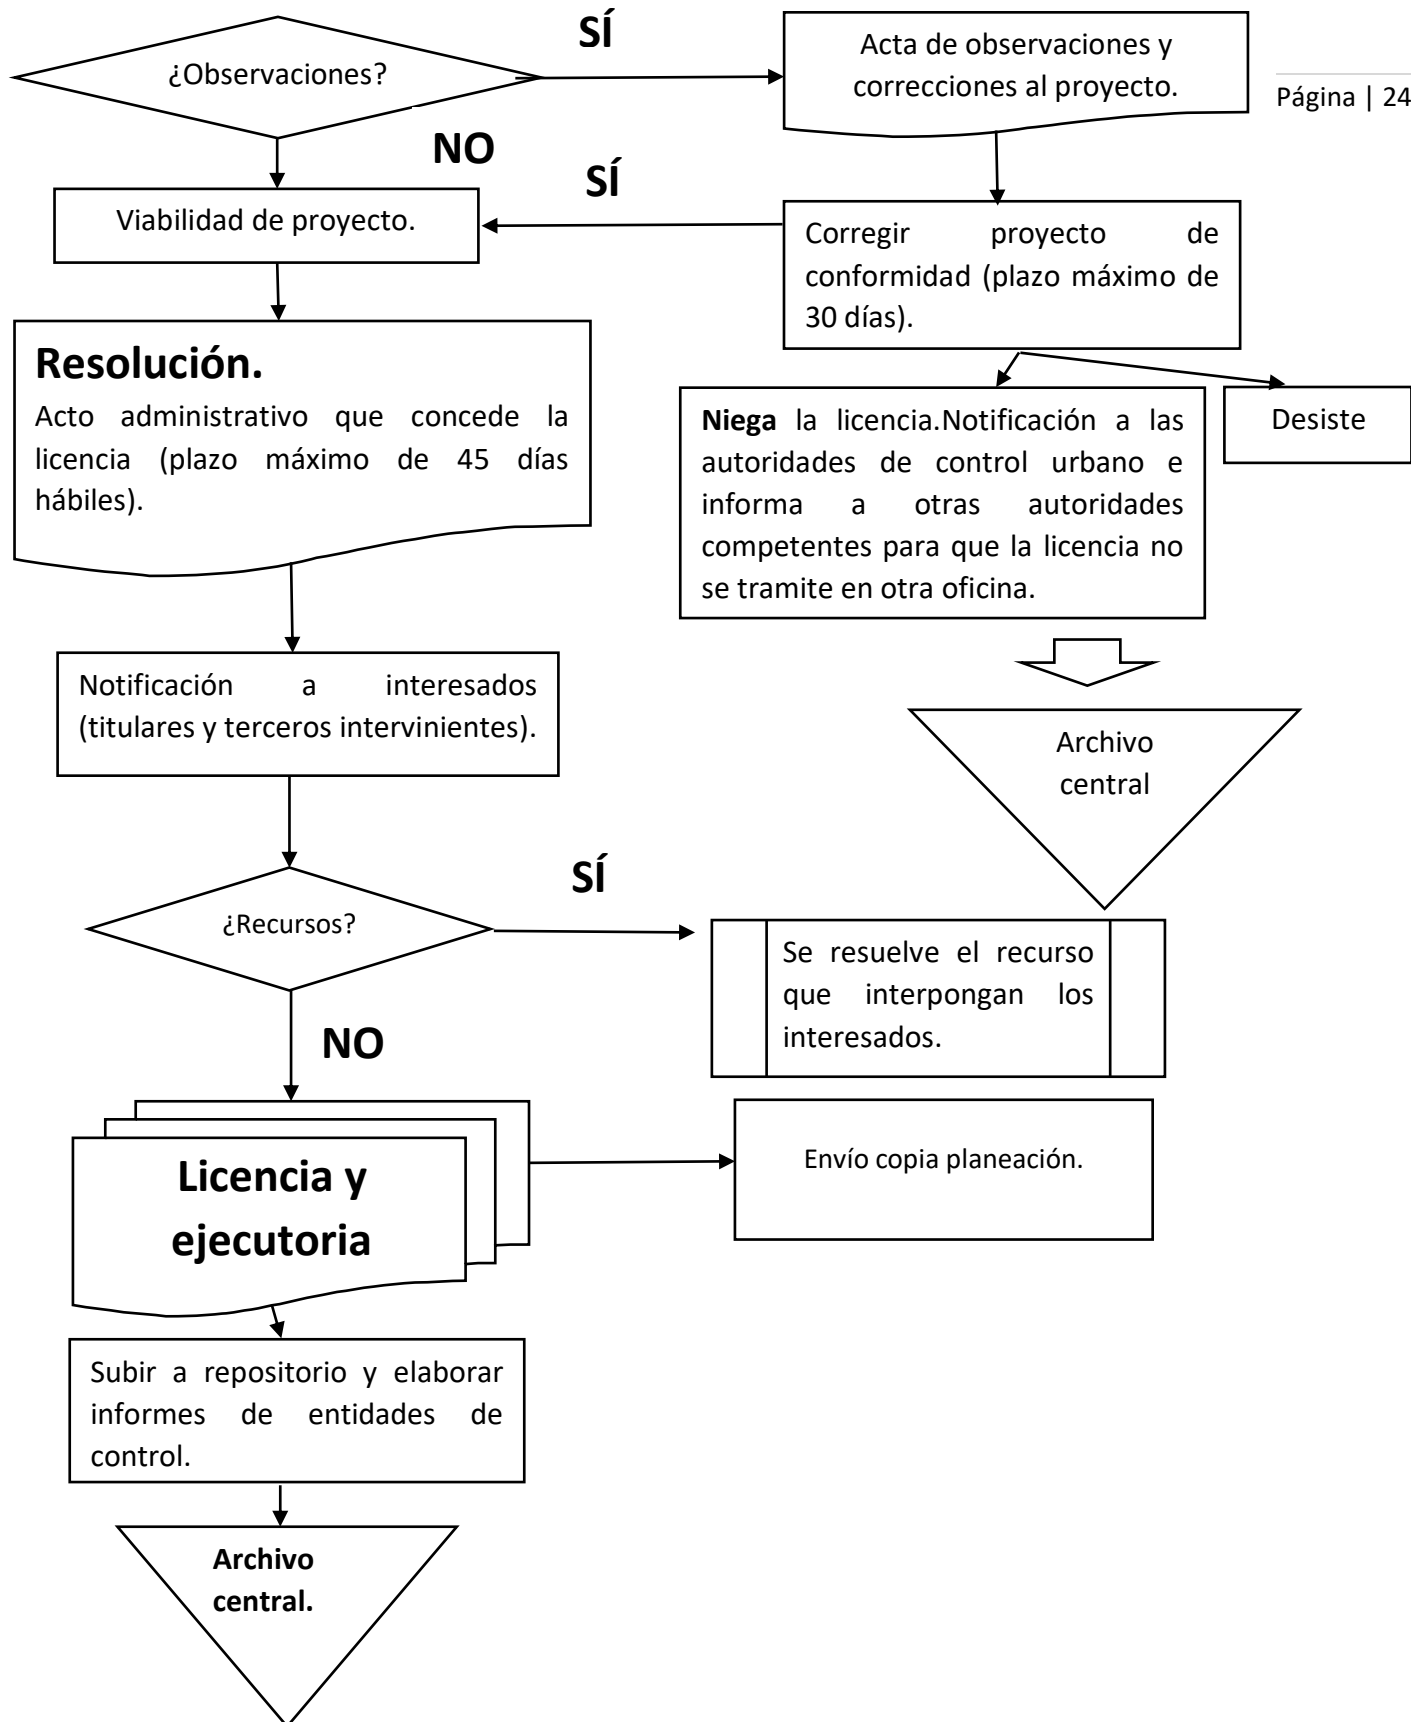 SÍ
¿Observaciones?
Acta de observaciones y
correcciones al proyecto.
Página | 24
NO
SÍ
Viabilidad de proyecto.
Corregir proyecto de
conformidad (plazo máximo de
30 días).
Resolución.
Acto administrativo que concede la
licencia (plazo máximo de 45 días
hábiles).
Niega la licencia.Notificación a las
autoridades de control urbano e
informa a otras autoridades
competentes para que la licencia no
se tramite en otra oficina.
Desiste
Notificación a interesados
(titulares y terceros intervinientes).
Archivo
central
SÍ
¿Recursos?
Se resuelve el recurso
que interpongan los
interesados.
NO
Licencia y
ejecutoria
Envío copia planeación.
Subir a repositorio y elaborar
informes de entidades de
control.
Archivo
central.